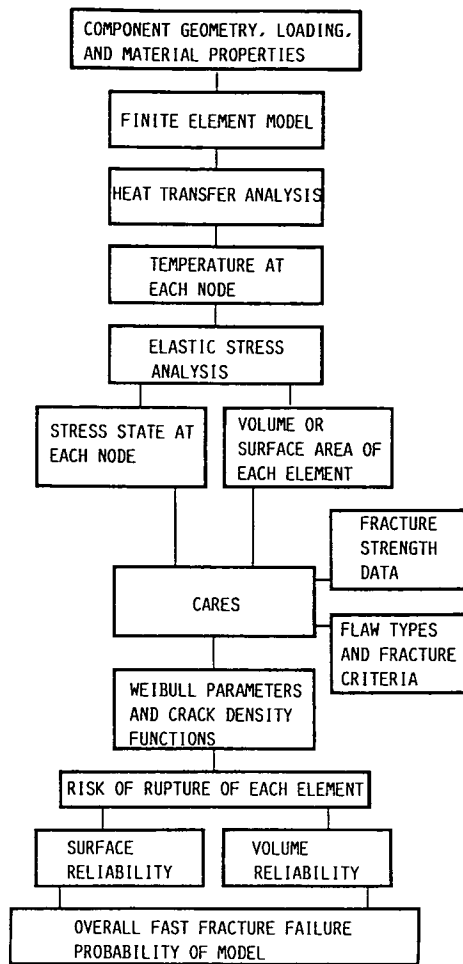 COMPONENT GEOMETRY, LOADING,
AND MATERIAL PROPERTIES
FINITE ELEMENT MODEL
HEAT TRANSFER ANALYSIS
TEMPERATURE AT
EACH NODE
ELASTIC STRESS
ANALYSIS
STRESS STATE AT
EACH NODE
VOLUME OR
SURFACE AREA OF
EACH ELEMENT
FRACTURE
STRENGTH
DATA
CARES
FLAW TYPES
AND FRACTURE
CRITERIA
WEIBULL PARAMETERS
AND CRACK DENSITY
FUNCTIONS
RISK OF RUPTURE OF EACH ELEMENT
SURFACE
RELIABILITY
VOLUME
RELIABILITY
OVERALL FAST FRACTURE FAILURE
PROBABILITY OF MODEL